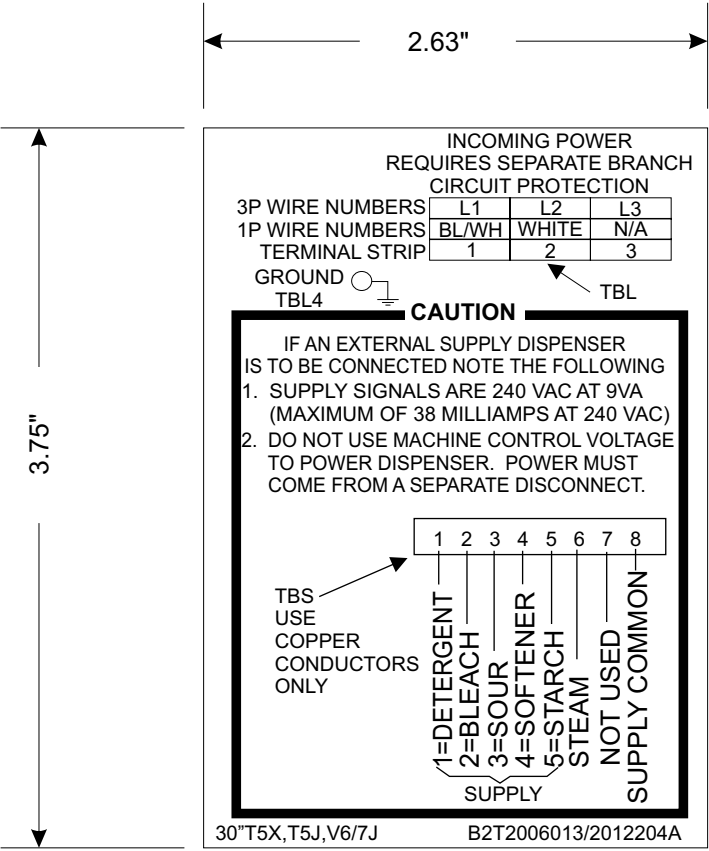 2.63"
3.75"
INCOMING POWER
REQUIRES SEPARATE BRANCH
CIRCUIT PROTECTION
3P WIRE NUMBERS L1 L2 L3
1P WIRE NUMBERS BL/WH WHITE N/A
TERMINAL STRIP 1 2 3
GROUND
TBL4
TBL
CAUTION
IF AN EXTERNAL SUPPLY DISPENSER
IS TO BE CONNECTED NOTE THE FOLLOWING
1. SUPPLY SIGNALS ARE 240 VAC AT 9VA
(MAXIMUM OF 38 MILLIAMPS AT 240 VAC)
2. DO NOT USE MACHINE CONTROL VOLTAGE
TO POWER DISPENSER. POWER MUST
COME FROM A SEPARATE DISCONNECT.
1 2 3 4 5 6 7 8
TBS
USE
COPPER
CONDUCTORS
ONLY
1=DETERGENT
2=BLEACH
3=SOUR
4=SOFTENER
5=STARCH
STEAM
NOT USED
SUPPLY COMMON
SUPPLY
30"T5X,T5J,V6/7J B2T2006013/2012204A